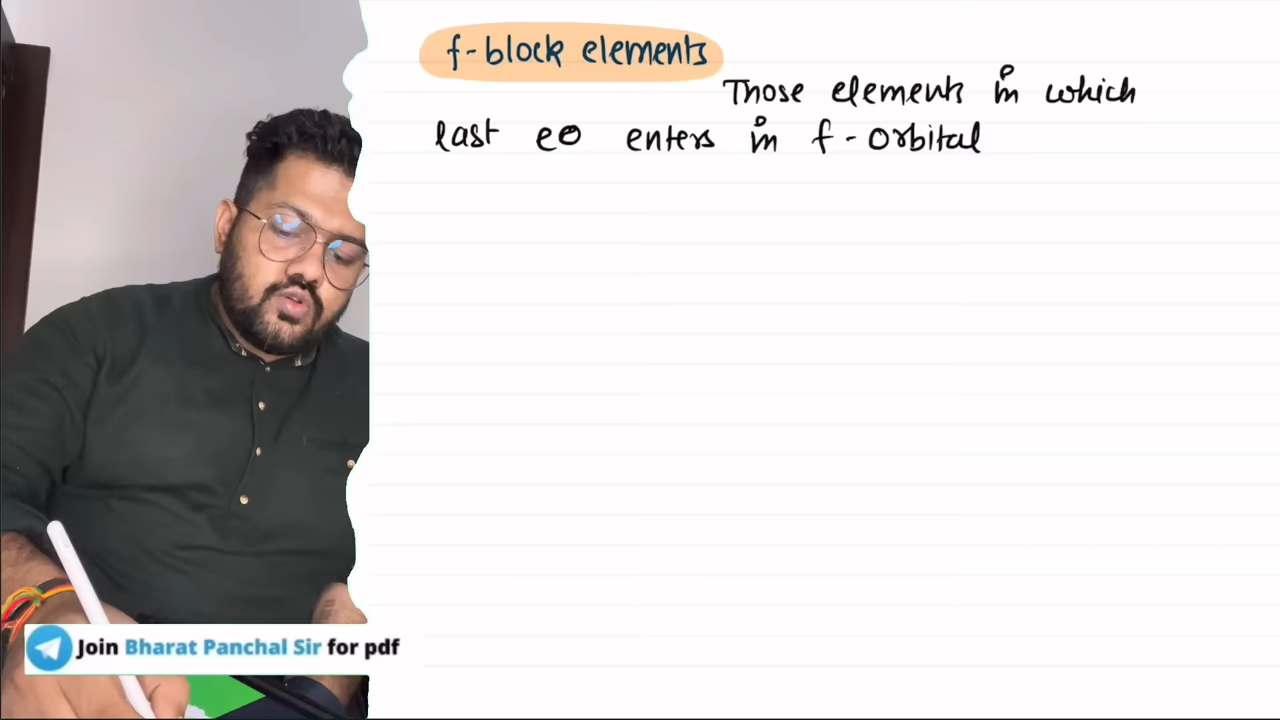 f-block elements
Those elements in which
last e⊖ enters in f-orbital
Join Bharat Panchal Sir for pdf